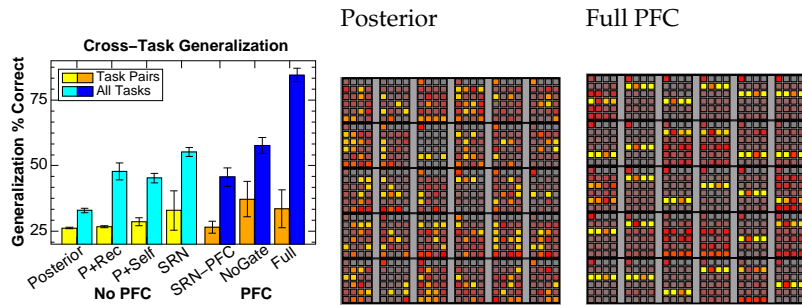 Posterior
Full PFC
Cross-Task Generalization
Generalization % Correct
75
50
25
Task Pairs
All Tasks
Posterior
P+Rec
P+Self
SRN
SRN-PFC
NoGate
Full
No PFC
PFC